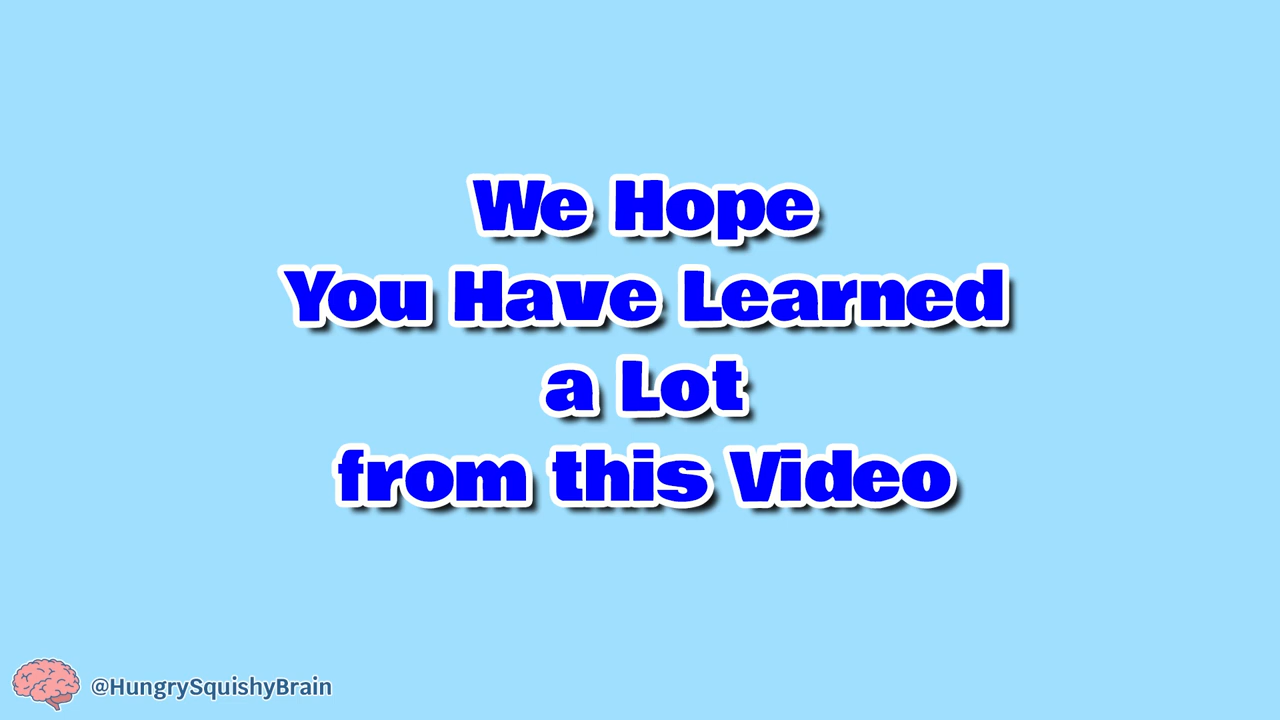 We Hope
You Have Learned
a Lot
from this Video
@HungrySquishyBrain